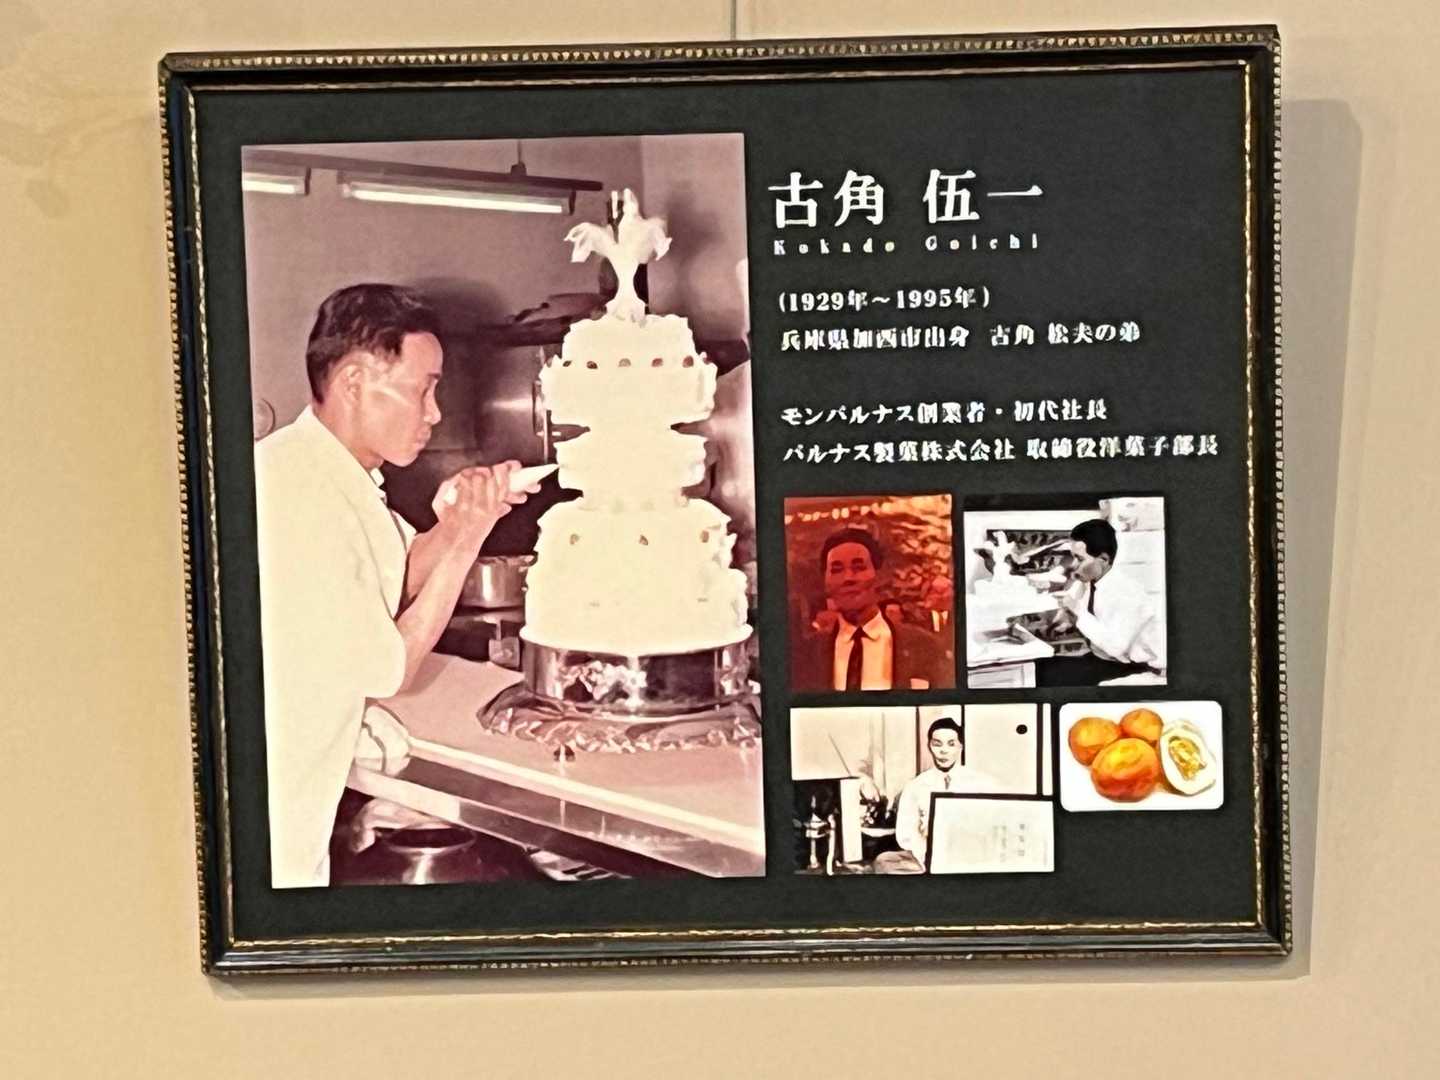 古角 伍一
Kokado Goichi
(1929年～1995年)
兵庫県加西市出身 古角 松夫の弟
モンパルナス創業者・初代社長
パルナス製菓株式会社 取締役洋菓子部長